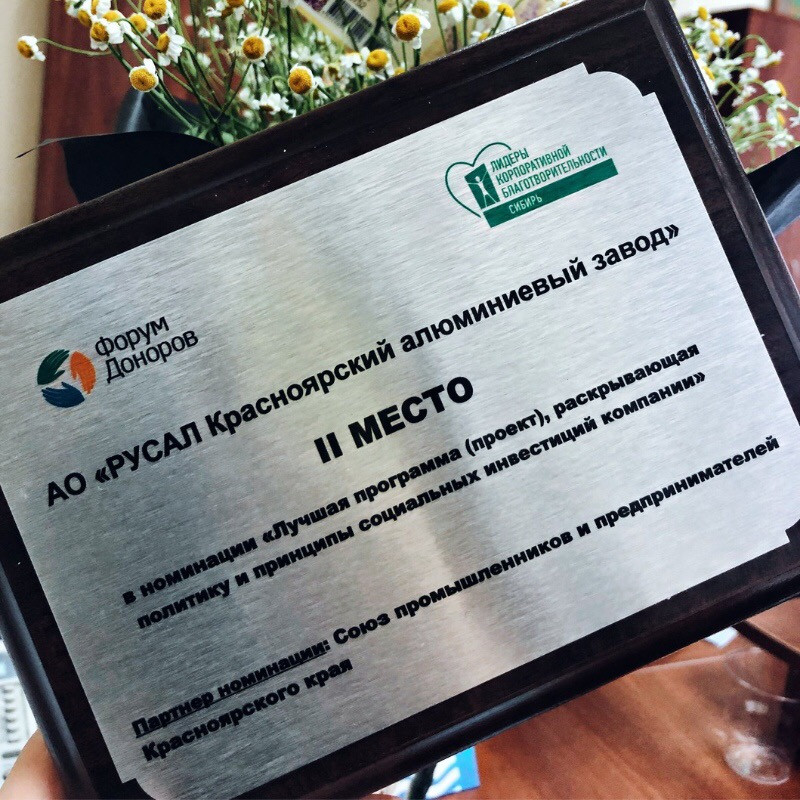 ЛИДЕРЫ
КОРПОРАТИВНОЙ
БЛАГОТВОРИТЕЛЬНОСТИ
СИБИРЬ
Форум
Доноров
АО «РУСАЛ Красноярский алюминиевый завод»
II МЕСТО
в номинации «Лучшая программа (проект), раскрывающая
политику и принципы социальных инвестиций компании»
Партнер номинации: Союз промышленников и предпринимателей
Красноярского края